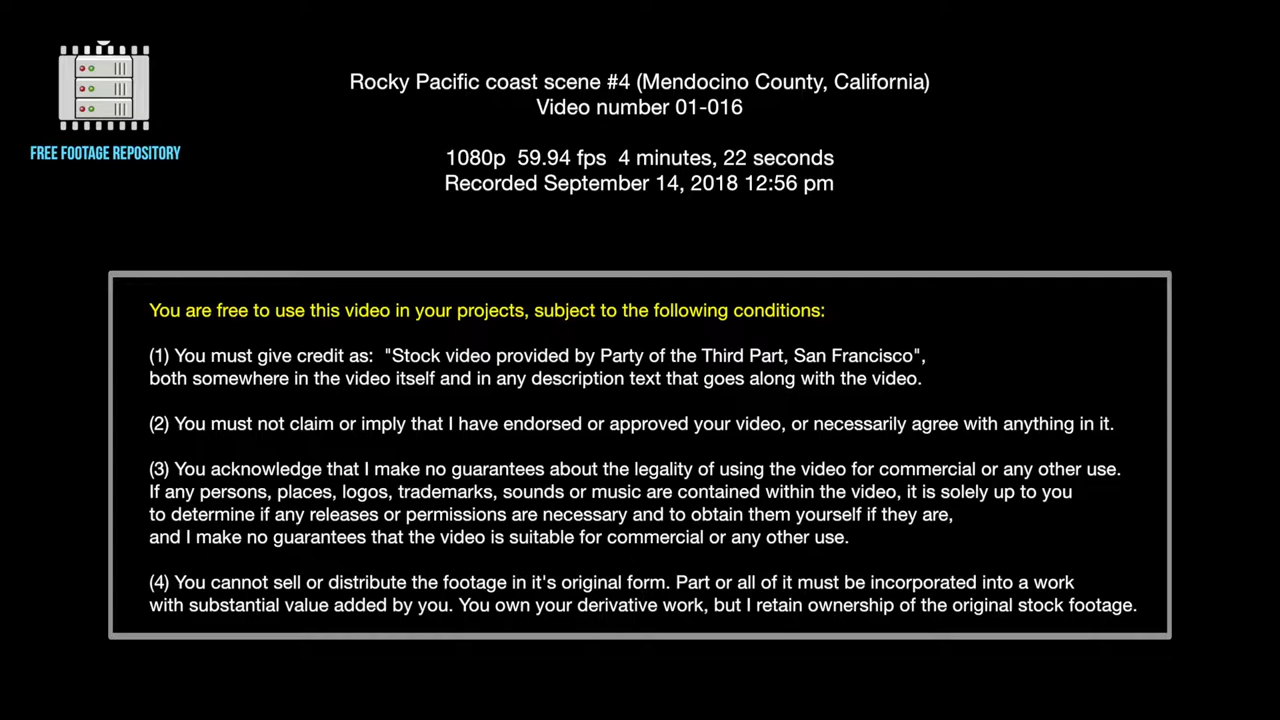 FREE FOOTAGE REPOSITORY
Rocky Pacific coast scene #4 (Mendocino County, California)
Video number 01-016
1080p 59.94 fps 4 minutes, 22 seconds
Recorded September 14, 2018 12:56 pm
You are free to use this video in your projects, subject to the following conditions:
(1) You must give credit as: "Stock video provided by Party of the Third Part, San Francisco",
both somewhere in the video itself and in any description text that goes along with the video.
(2) You must not claim or imply that I have endorsed or approved your video, or necessarily agree with anything in it.
(3) You acknowledge that I make no guarantees about the legality of using the video for commercial or any other use.
If any persons, places, logos, trademarks, sounds or music are contained within the video, it is solely up to you
to determine if any releases or permissions are necessary and to obtain them yourself if they are,
and I make no guarantees that the video is suitable for commercial or any other use.
(4) You cannot sell or distribute the footage in it's original form. Part or all of it must be incorporated into a work
with substantial value added by you. You own your derivative work, but I retain ownership of the original stock footage.